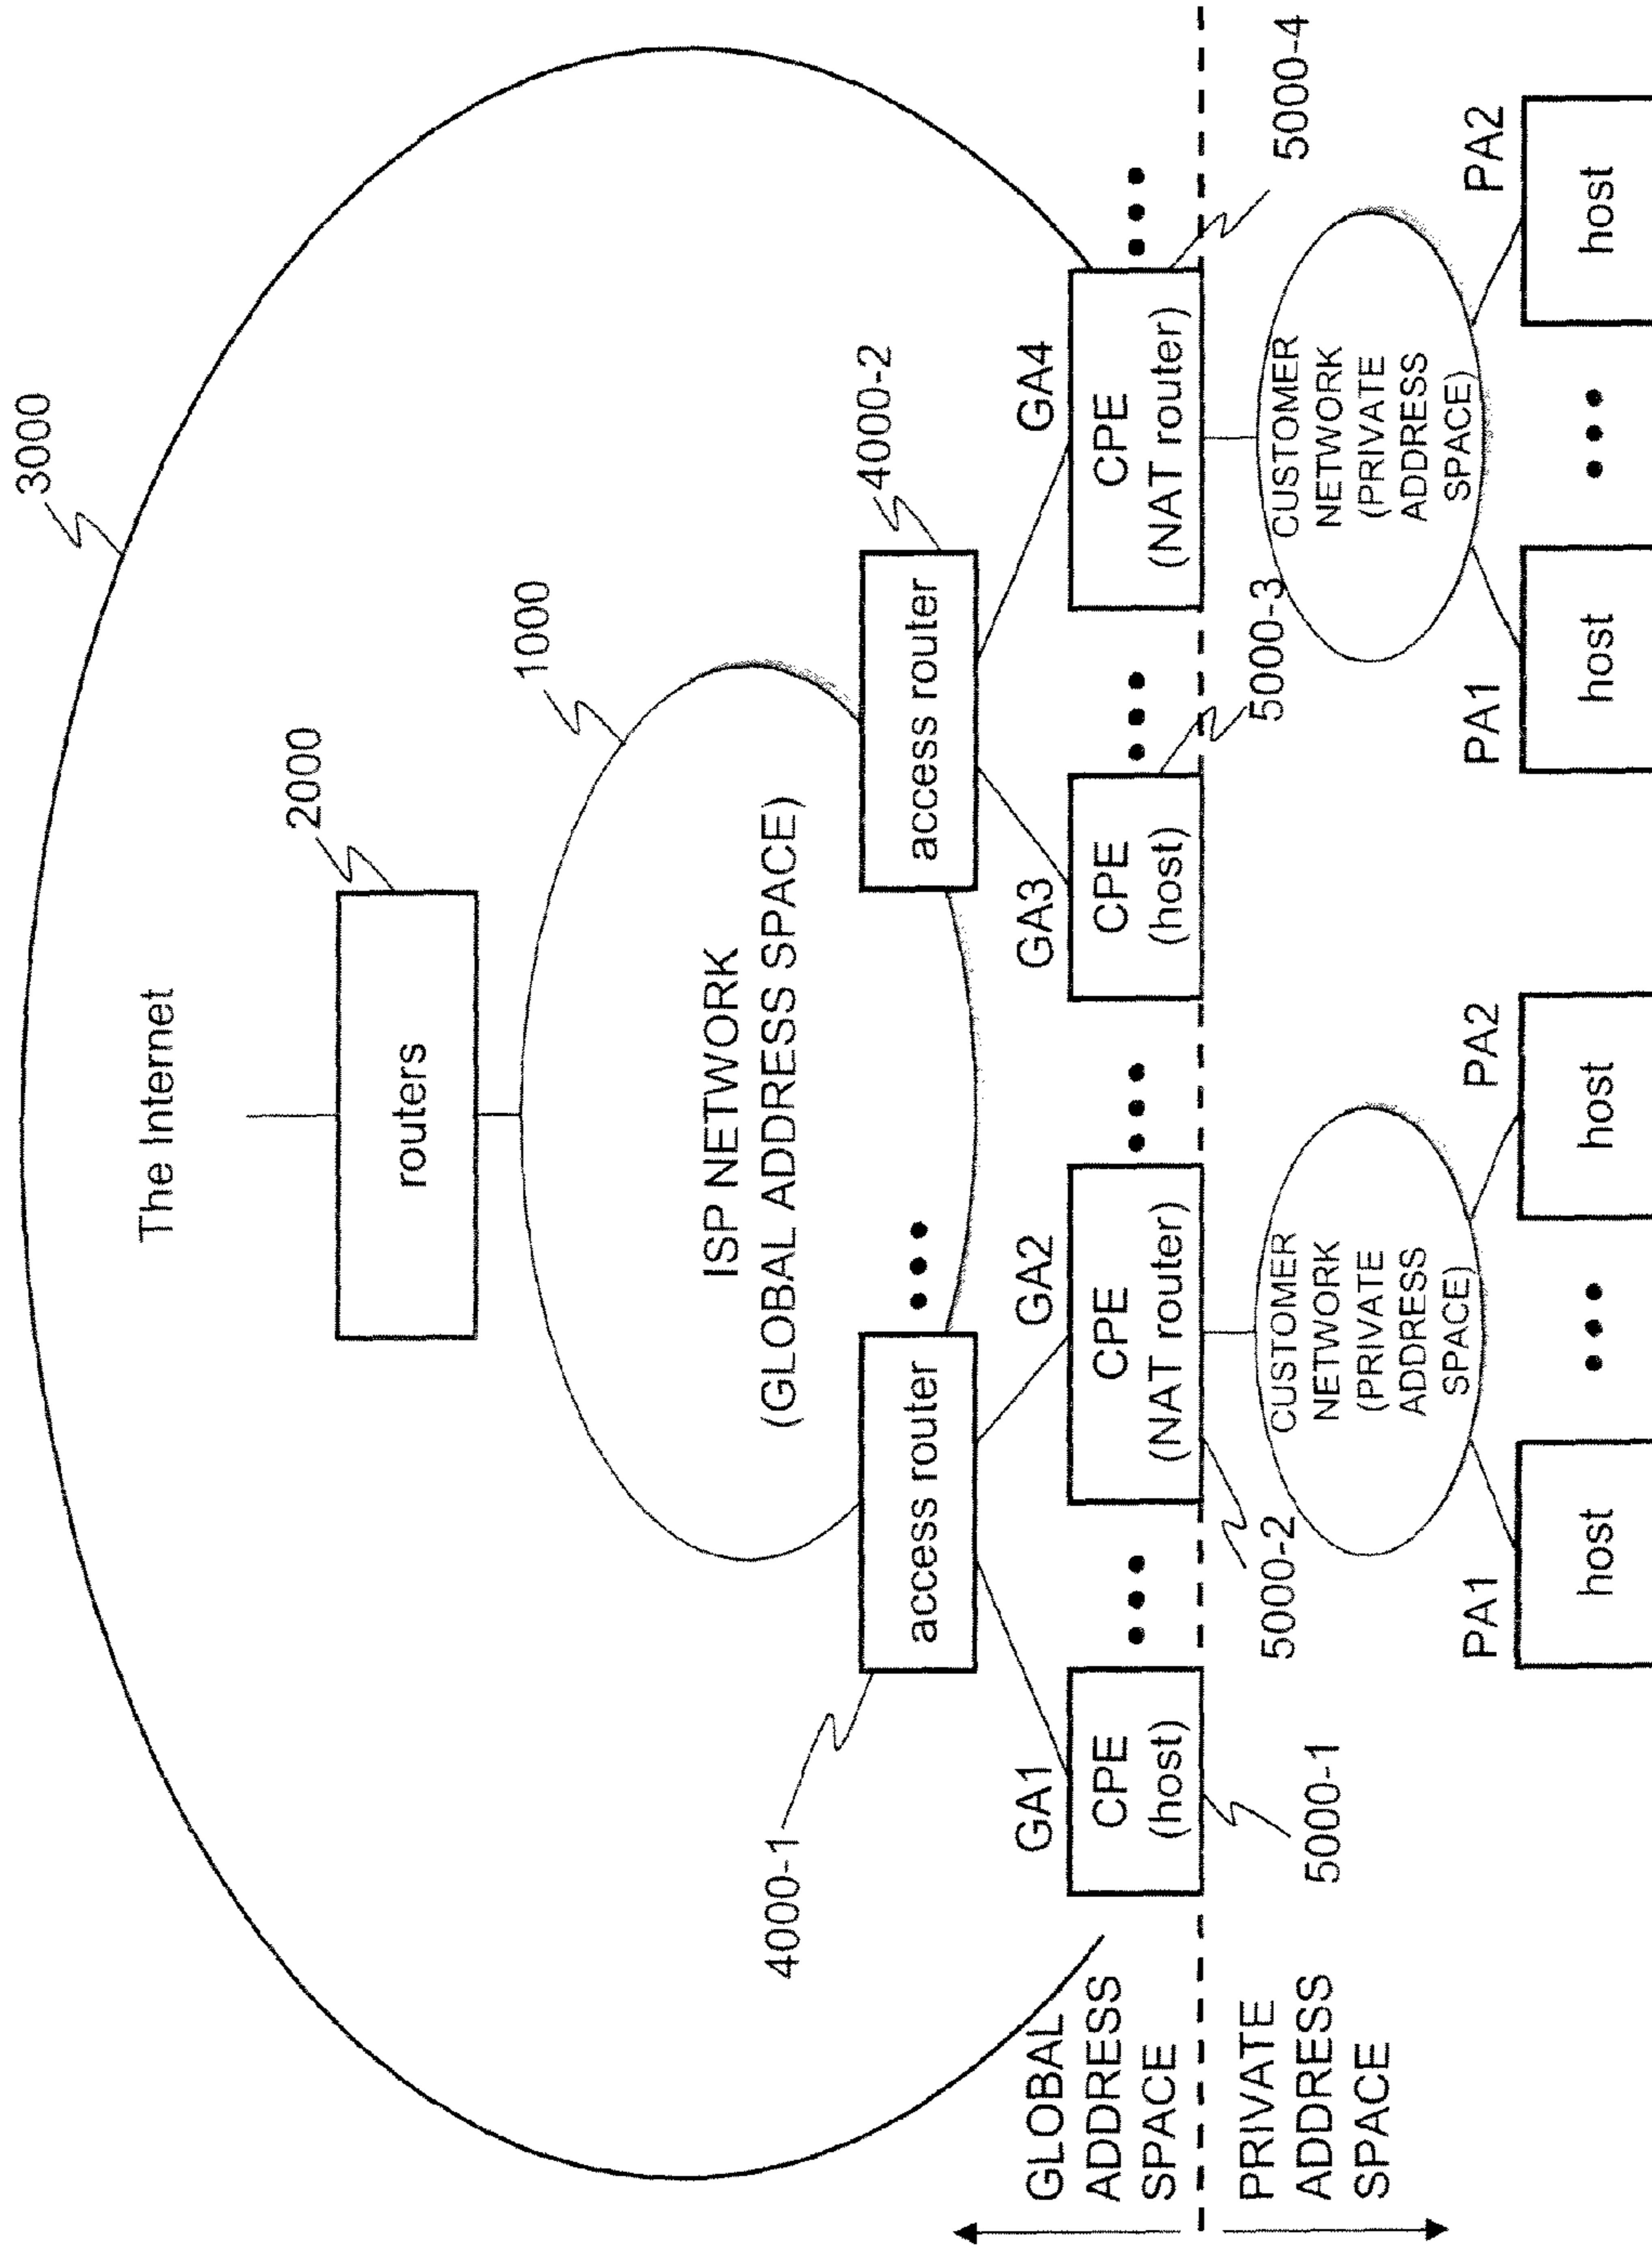 3000
The Internet
2000
routers
1000
ISP NETWORK
(GLOBAL ADDRESS SPACE)
4000-1
access router
4000-2
access router
GA1
CPE
(host)
GA2
CPE
(NAT router)
GA3
CPE
(host)
GA4
CPE
(NAT router)
GLOBAL
ADDRESS
SPACE
PRIVATE
ADDRESS
SPACE
5000-1
5000-2
5000-3
5000-4
CUSTOMER
NETWORK
(PRIVATE
ADDRESS
SPACE)
CUSTOMER
NETWORK
(PRIVATE
ADDRESS
SPACE)
PA1
host
PA2
host
PA1
host
PA2
host